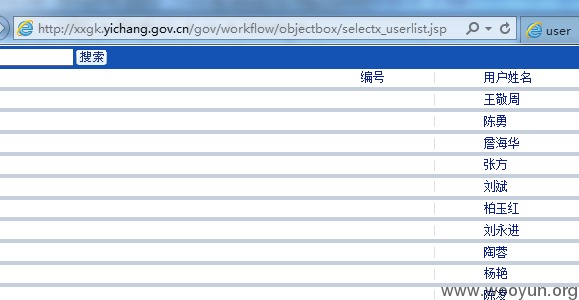 http://xxgk.yichang.gov.cn/gov/workflow/objectbox/selectx_userlist.jsp
user
搜索
编号 用户姓名
王敬周
陈勇
詹海华
张方
刘斌
柏玉红
刘永进
陶蓉
杨艳
www.wooyun.org